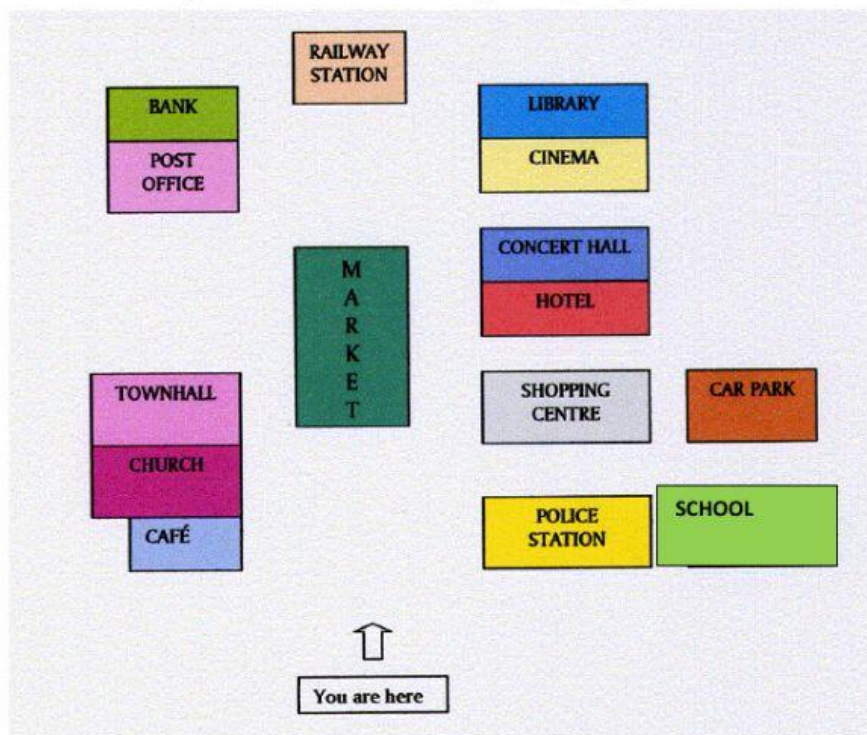 RAILWAY
STATION
BANK
LIBRARY
POST
OFFICE
CINEMA
MARKET
CONCERT HALL
HOTEL
TOWNHALL
SHOPPING
CENTRE
CAR PARK
CHURCH
CAFÉ
POLICE
STATION
SCHOOL
You are here